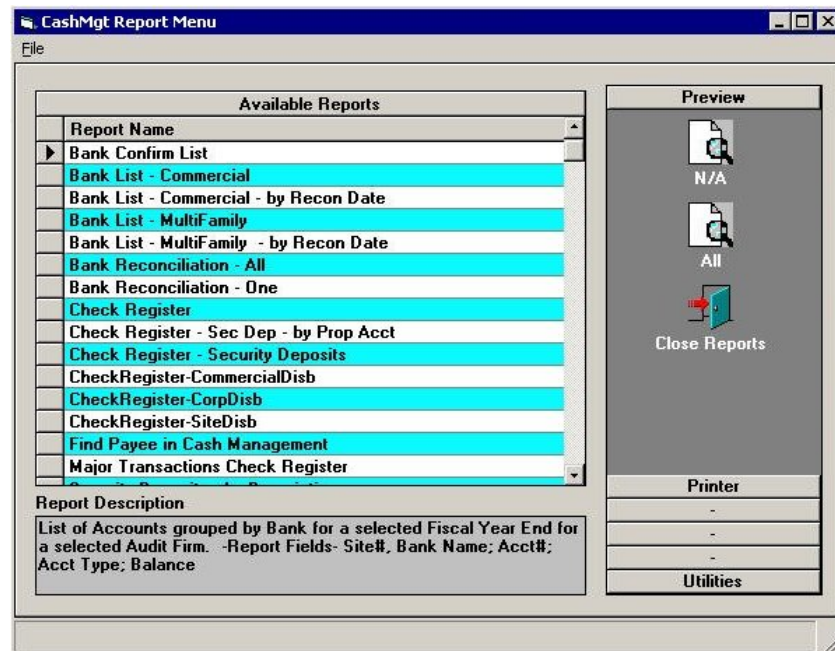 CashMgt Report Menu
File
Available Reports
Report Name
Bank Confirm List
Bank List - Commercial
Bank List - Commercial - by Recon Date
Bank List - MultiFamily
Bank List - MultiFamily - by Recon Date
Bank Reconciliation - All
Bank Reconciliation - One
Check Register
Check Register - Sec Dep - by Prop Acct
Check Register - Security Deposits
CheckRegister-CommercialDisb
CheckRegister-CorpDisb
CheckRegister-SiteDisb
Find Payee in Cash Management
Major Transactions Check Register
Report Description
List of Accounts grouped by Bank for a selected Fiscal Year End for
a selected Audit Firm. -Report Fields- Site#, Bank Name; Acct#;
Acct Type; Balance
Preview
N/A
All
Close Reports
Printer
-
-
-
Utilities